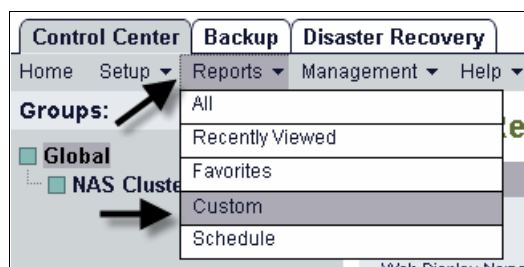 Control Center Backup Disaster Recovery
Home Setup Reports Management Help
Groups:
All
Recently Viewed
Global
Favorites
NAS Cluste
Custom
Schedule